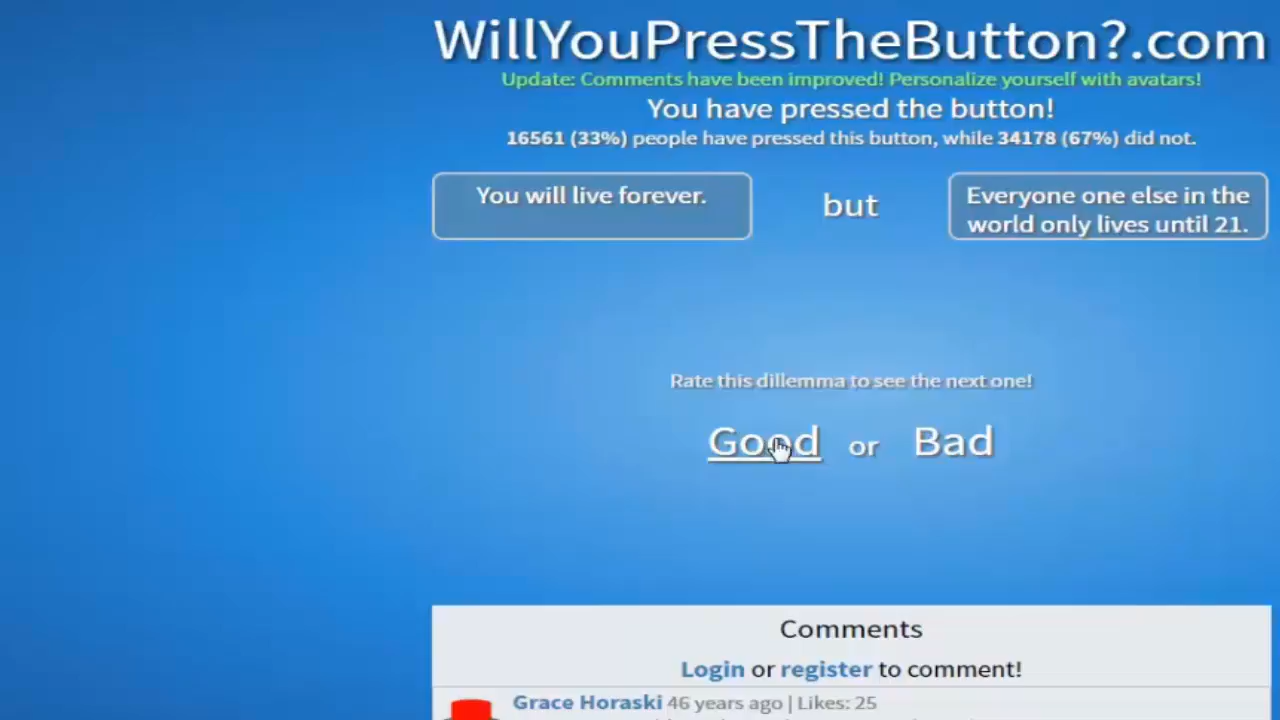 WillYouPressTheButton?.com
Update: Comments have been improved! Personalize yourself with avatars!
You have pressed the button!
16561 (33%) people have pressed this button, while 34178 (67%) did not.
You will live forever.
but
Everyone one else in the
world only lives until 21.
Rate this dillemma to see the next one!
Good or Bad
Comments
Login or register to comment!
Grace Horaski 46 years ago | Likes: 25